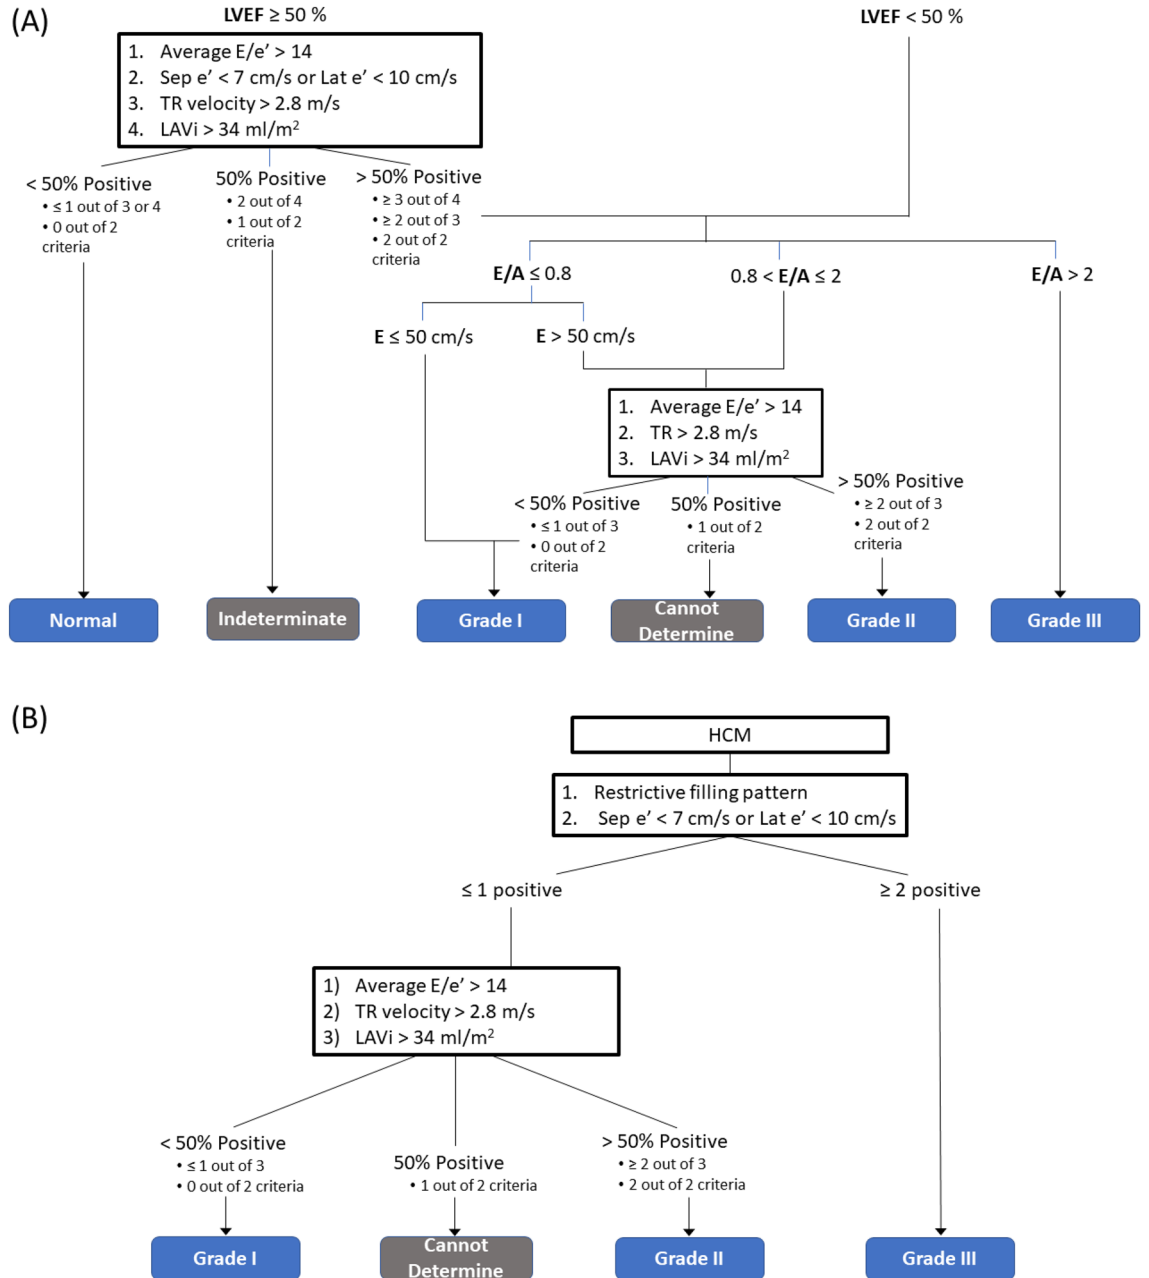 (A)
LVEF ≥ 50 %
LVEF < 50 %
1. Average E/e’ > 14
2. Sep e’ < 7 cm/s or Lat e’ < 10 cm/s
3. TR velocity > 2.8 m/s
4. LAVi > 34 ml/m²
< 50% Positive
• ≤ 1 out of 3 or 4
• 0 out of 2
criteria
50% Positive
• 2 out of 4
• 1 out of 2
criteria
> 50% Positive
• ≥ 3 out of 4
• ≥ 2 out of 3
• 2 out of 2
criteria
E/A ≤ 0.8
0.8 < E/A ≤ 2
E/A > 2
E ≤ 50 cm/s
E > 50 cm/s
1. Average E/e’ > 14
2. TR > 2.8 m/s
3. LAVi > 34 ml/m²
< 50% Positive
• ≤ 1 out of 3
• 0 out of 2
criteria
50% Positive
• 1 out of 2
criteria
> 50% Positive
• ≥ 2 out of 3
• 2 out of 2
criteria
Normal
Indeterminate
Grade I
Cannot
Determine
Grade II
Grade III
(B)
HCM
1. Restrictive filling pattern
2. Sep e’ < 7 cm/s or Lat e’ < 10 cm/s
≤ 1 positive
≥ 2 positive
1) Average E/e’ > 14
2) TR velocity > 2.8 m/s
3) LAVi > 34 ml/m²
< 50% Positive
• ≤ 1 out of 3
• 0 out of 2 criteria
50% Positive
• 1 out of 2 criteria
> 50% Positive
• ≥ 2 out of 3
• 2 out of 2 criteria
Grade I
Cannot
Determine
Grade II
Grade III